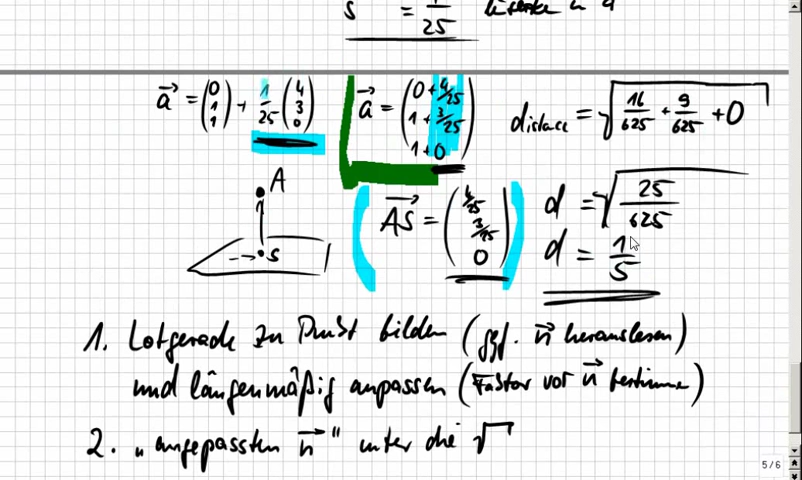 s = 1/25
a⃗ = (0 1 1) + 1/25 (4 3 0)
a⃗ = (0+4/25 1+3/25 1+0)
distance = √(16/625 + 9/625 + 0)
A
s
AS⃗ = (4/25 3/25 0)
d = √(25/625)
d = 1/5
1. Lotgerade zu Punkt bilden (ggf. n⃗ herauslesen)
und längenmäßig anpassen (Faktor vor n⃗ bestimmen)
2. "angepassten n⃗" unter die √
5/6